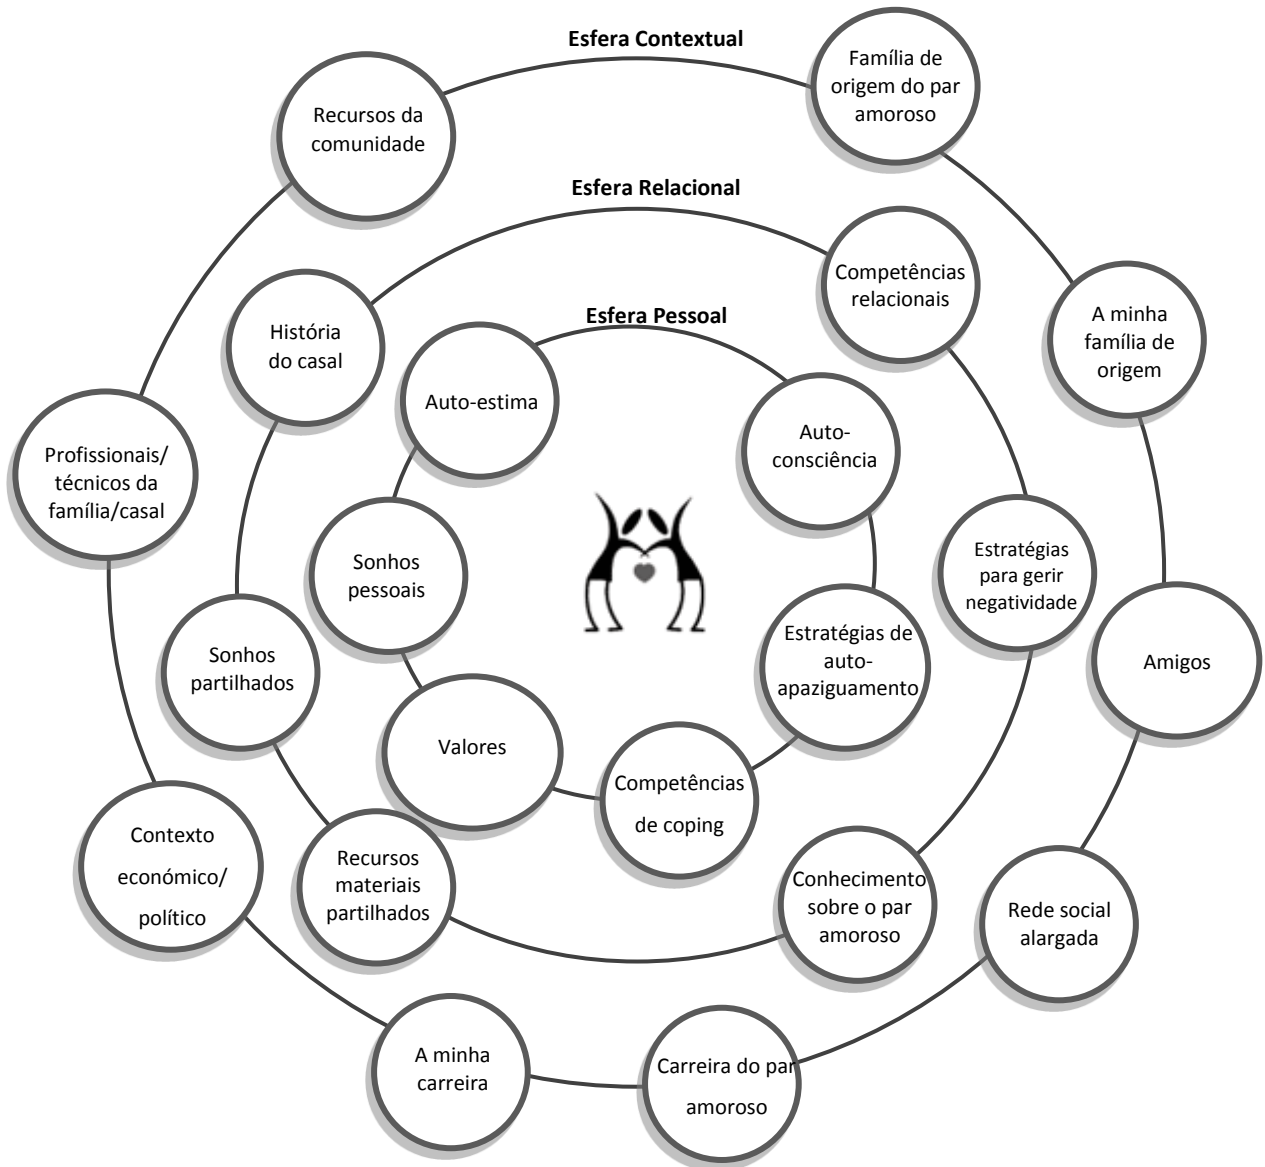 Esfera Contextual
Família de
origem do par
amoroso
Recursos da
comunidade
Esfera Relacional
Competências
relacionais
A minha
família de
origem
História
do casal
Esfera Pessoal
Auto-estima
Auto-
consciência
Profissionais/
técnicos da
família/casal
Sonhos
pessoais
Estratégias
para gerir
negatividade
Estratégias de
auto-
apaziguamento
Amigos
Sonhos
partilhados
Valores
Competências
de coping
Contexto
económico/
político
Recursos
materiais
partilhados
Conhecimento
sobre o par
amoroso
Rede social
alargada
A minha
carreira
Carreira do par
amoroso